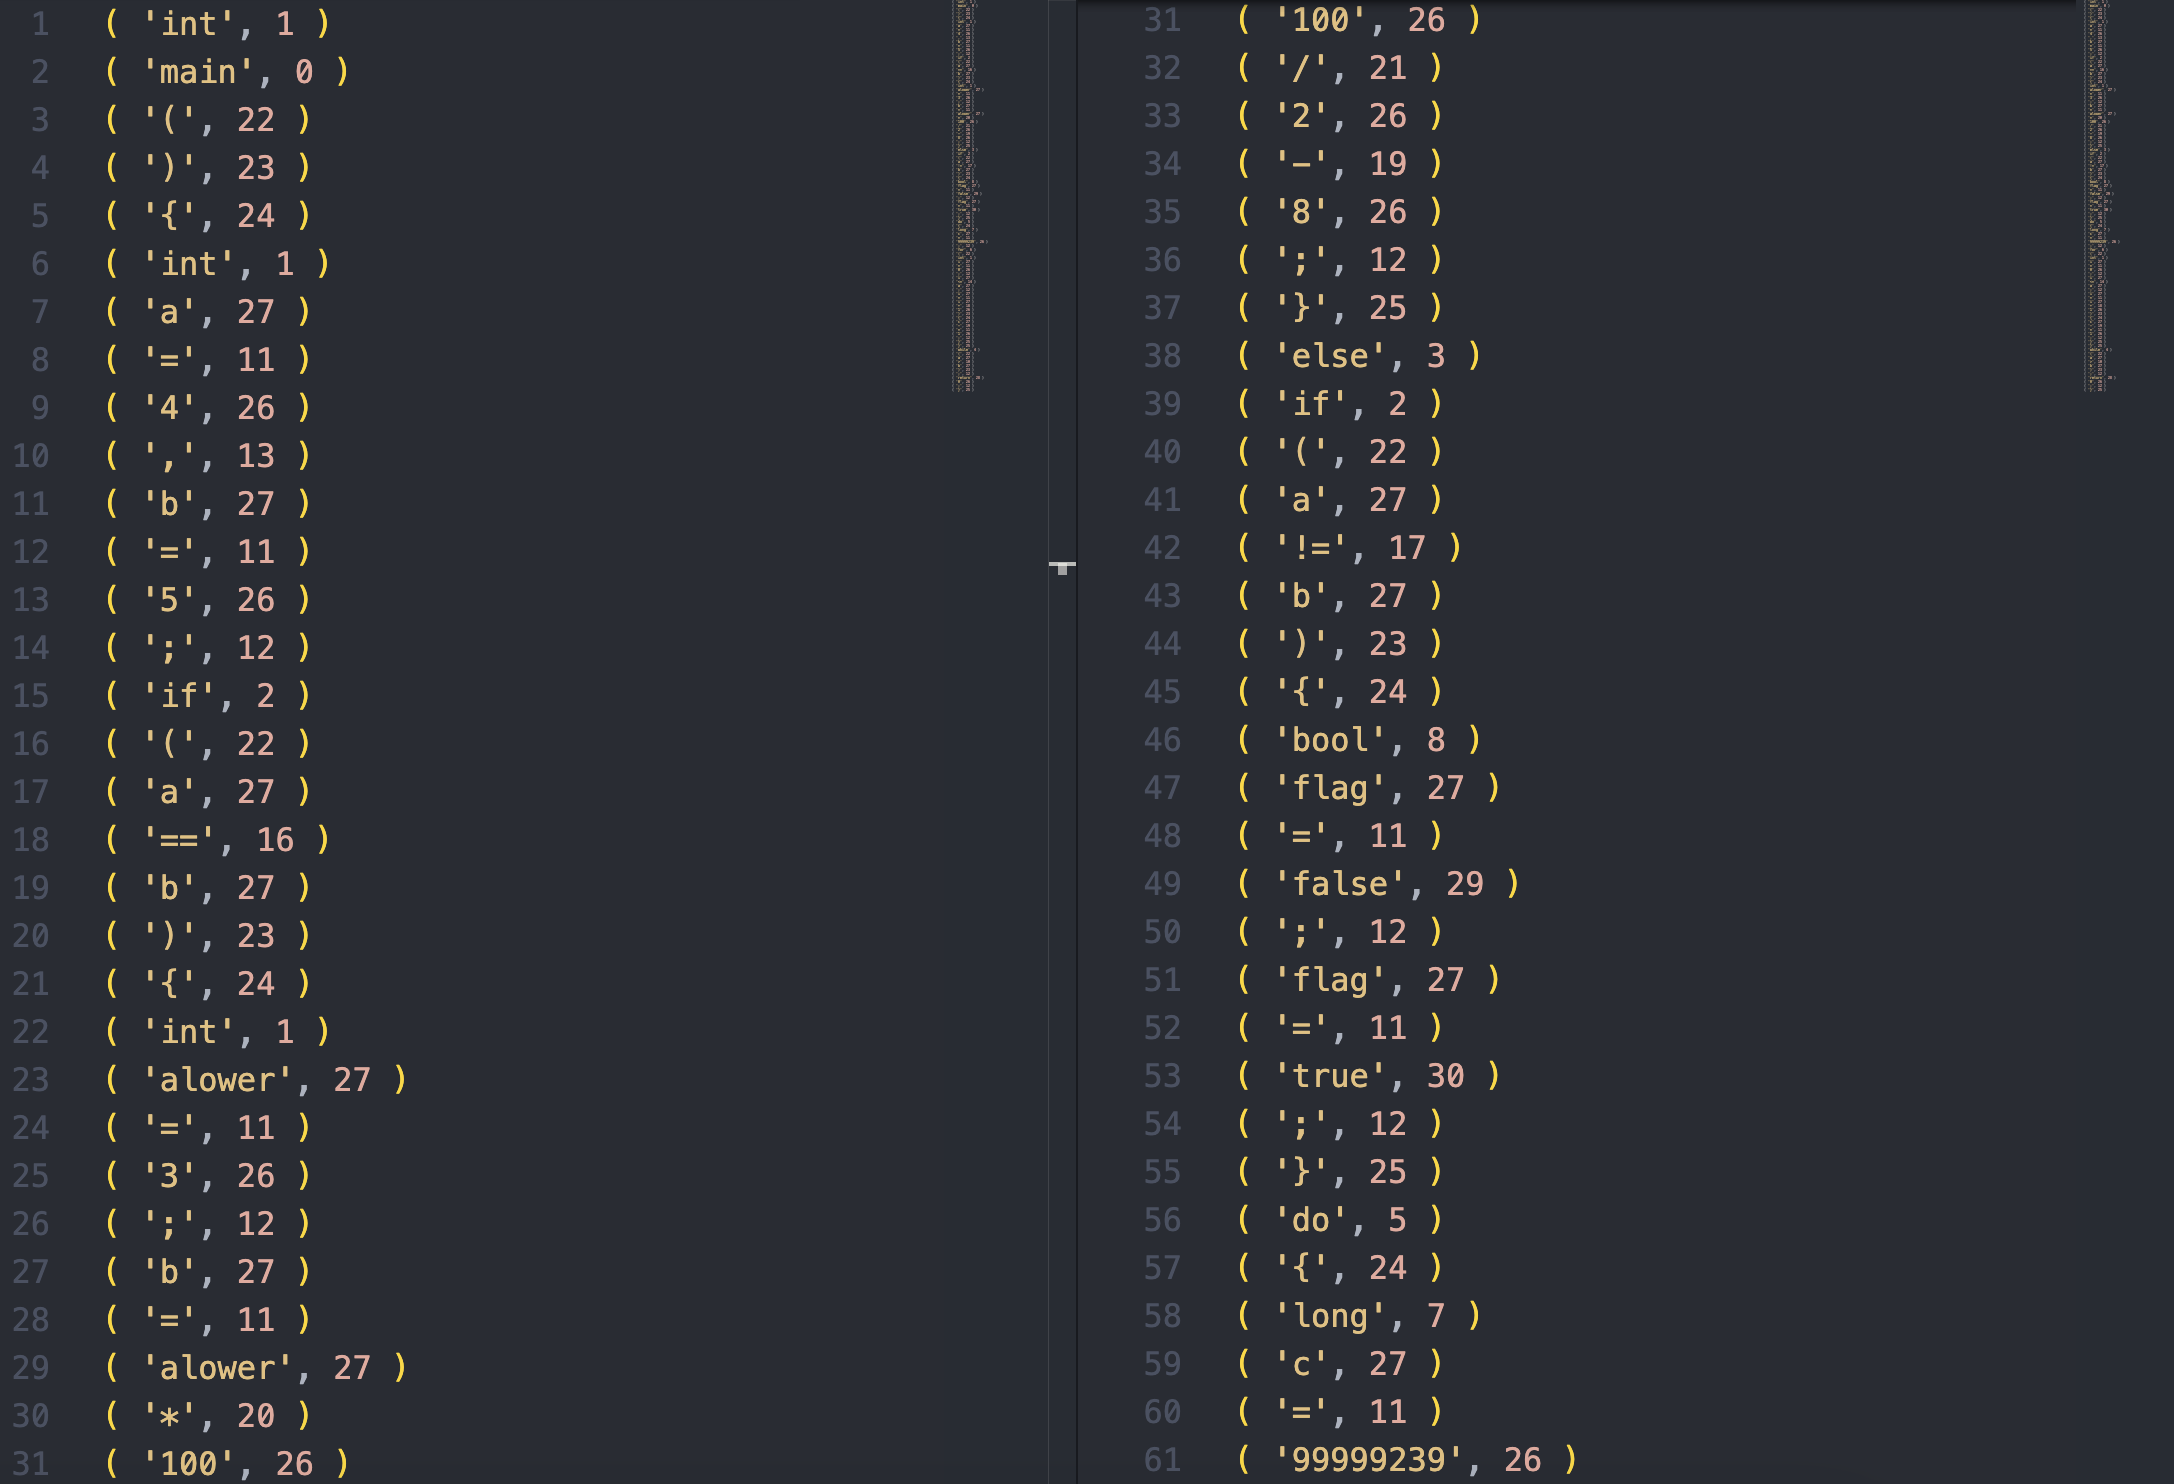 1 ( 'int', 1 )
2 ( 'main', 0 )
3 ( '(', 22 )
4 ( ')', 23 )
5 ( '{', 24 )
6 ( 'int', 1 )
7 ( 'a', 27 )
8 ( '=', 11 )
9 ( '4', 26 )
10 ( ',', 13 )
11 ( 'b', 27 )
12 ( '=', 11 )
13 ( '5', 26 )
14 ( ';', 12 )
15 ( 'if', 2 )
16 ( '(', 22 )
17 ( 'a', 27 )
18 ( '==', 16 )
19 ( 'b', 27 )
20 ( ')', 23 )
21 ( '{', 24 )
22 ( 'int', 1 )
23 ( 'alower', 27 )
24 ( '=', 11 )
25 ( '3', 26 )
26 ( ';', 12 )
27 ( 'b', 27 )
28 ( '=', 11 )
29 ( 'alower', 27 )
30 ( '*', 20 )
31 ( '100', 26 )
31 ( '100', 26 )
32 ( '/', 21 )
33 ( '2', 26 )
34 ( '-', 19 )
35 ( '8', 26 )
36 ( ';', 12 )
37 ( '}', 25 )
38 ( 'else', 3 )
39 ( 'if', 2 )
40 ( '(', 22 )
41 ( 'a', 27 )
42 ( '!=', 17 )
43 ( 'b', 27 )
44 ( ')', 23 )
45 ( '{', 24 )
46 ( 'bool', 8 )
47 ( 'flag', 27 )
48 ( '=', 11 )
49 ( 'false', 29 )
50 ( ';', 12 )
51 ( 'flag', 27 )
52 ( '=', 11 )
53 ( 'true', 30 )
54 ( ';', 12 )
55 ( '}', 25 )
56 ( 'do', 5 )
57 ( '{', 24 )
58 ( 'long', 7 )
59 ( 'c', 27 )
60 ( '=', 11 )
61 ( '99999239', 26 )